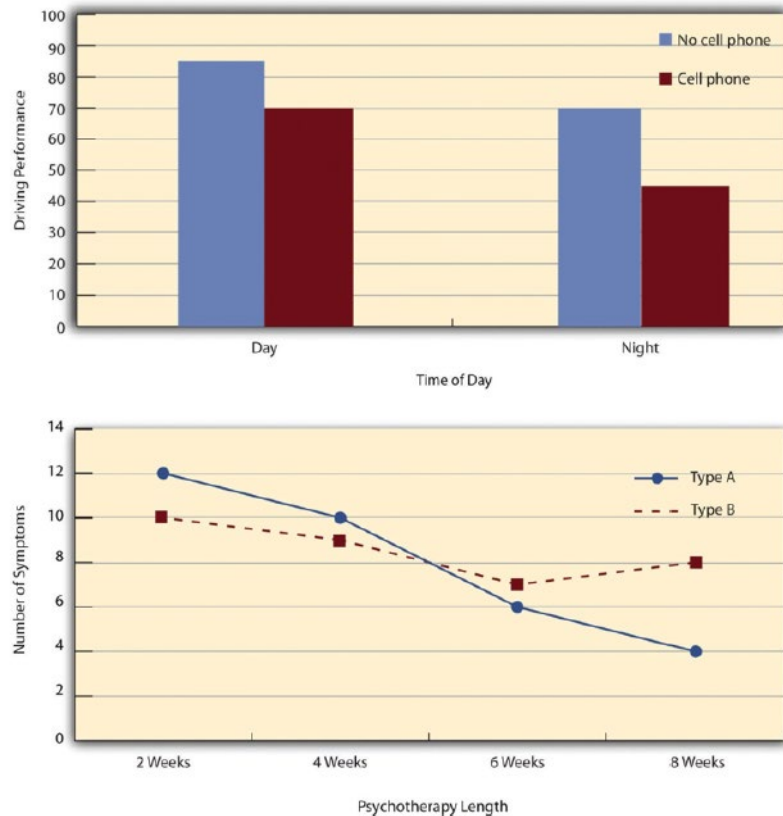 100
90
80
70
60
50
40
30
20
10
0
Driving Performance
No cell phone
Cell phone
Day
Night
Time of Day
14
12
10
8
6
4
2
0
Number of Symptoms
Type A
Type B
2 Weeks
4 Weeks
6 Weeks
8 Weeks
Psychotherapy Length